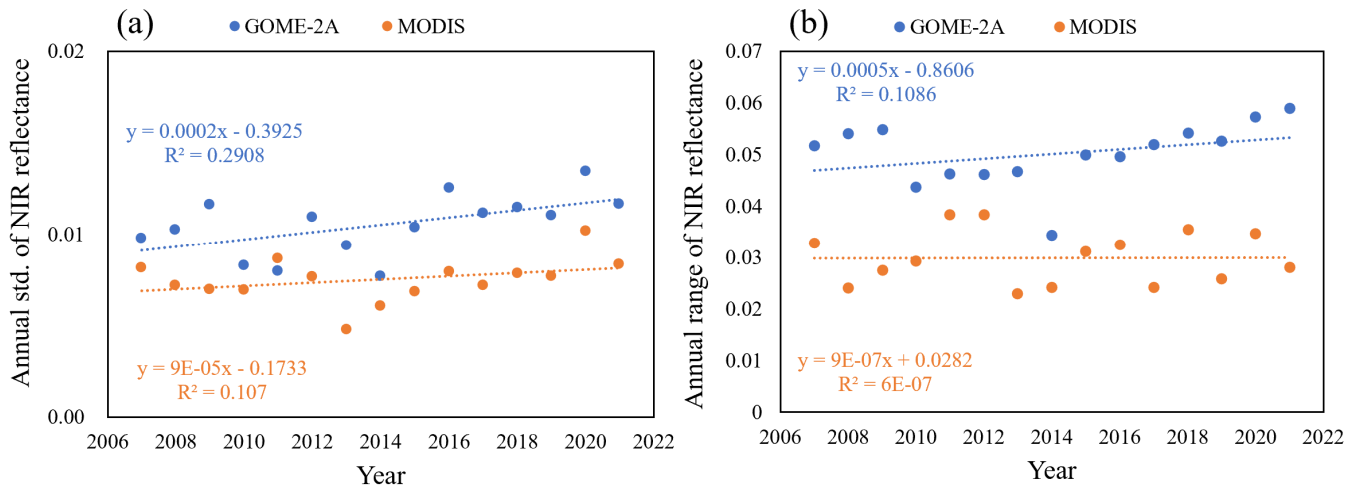 (a)
GOME-2A
MODIS
0.02
0.01
0.00
Annual std. of NIR reflectance
y = 0.0002x - 0.3925
R² = 0.2908
y = 9E-05x - 0.1733
R² = 0.107
2006 2008 2010 2012 2014 2016 2018 2020 2022
Year
(b)
GOME-2A
MODIS
0.07
0.06
0.05
0.04
0.03
0.02
0.01
0
Annual range of NIR reflectance
y = 0.0005x - 0.8606
R² = 0.1086
y = 9E-07x + 0.0282
R² = 6E-07
2006 2008 2010 2012 2014 2016 2018 2020 2022
Year